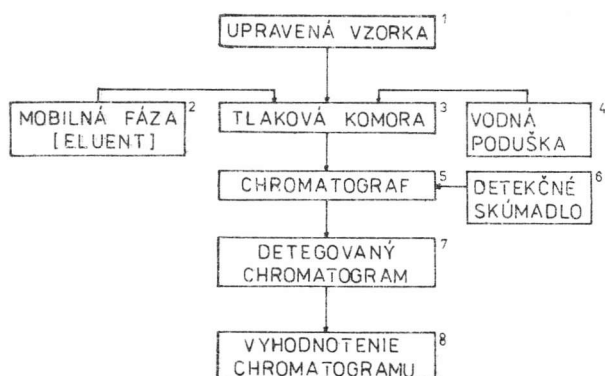 UPRAVENÁ VZORKA
1
MOBILNÁ FÁZA
[ELUENT]
2
TLAKOVÁ KOMORA
3
VODNÁ
PODUŠKA
4
CHROMATOGRAF
5
DETEKČNÉ
SKÚMADLO
6
DETEGOVANÝ
CHROMATOGRAM
7
VYHODNOTENIE
CHROMATOGRAMU
8